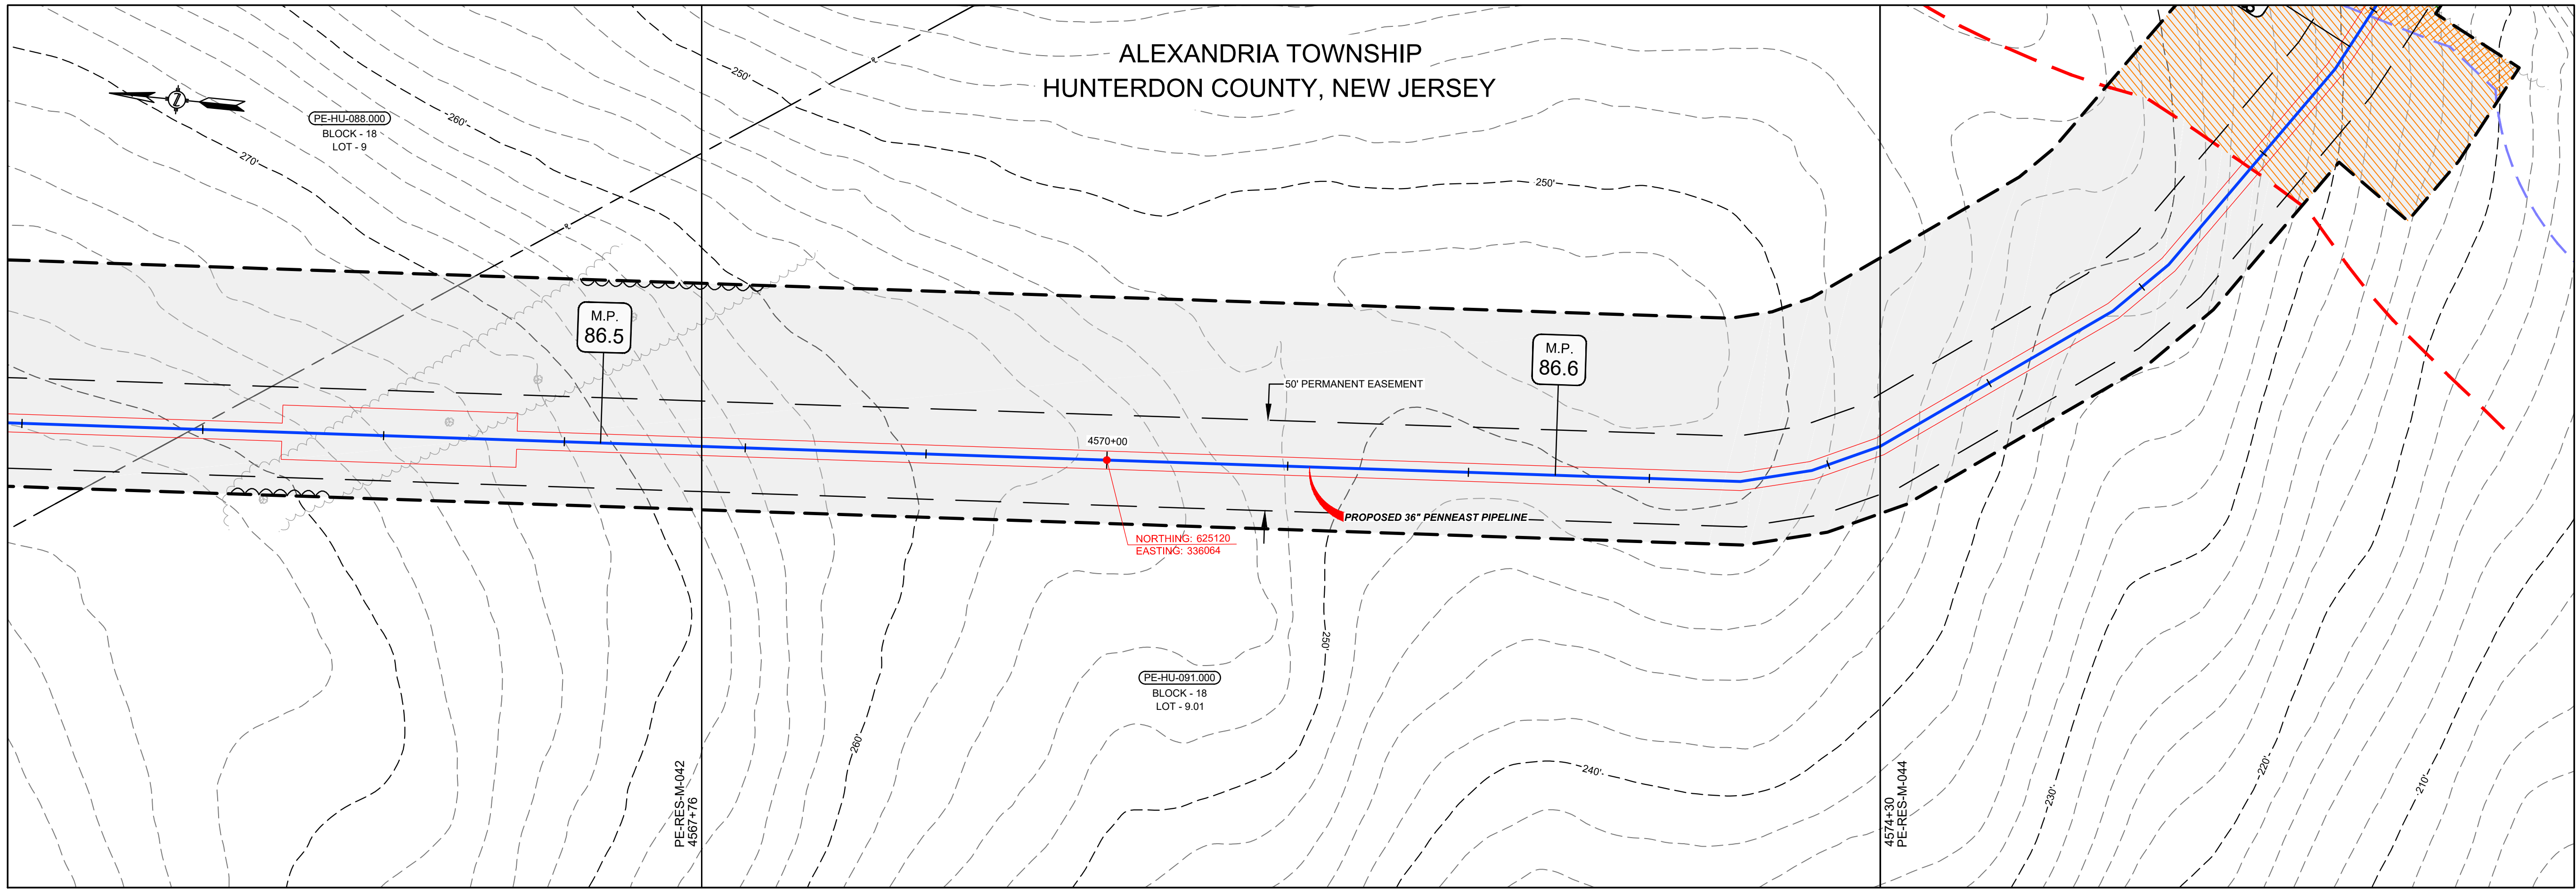 ALEXANDRIA TOWNSHIP
HUNTERDON COUNTY, NEW JERSEY
250'
PE-HU-088.000
BLOCK - 18
LOT - 9
260'
270'
250'
M.P.
86.5
M.P.
86.6
50' PERMANENT EASEMENT
4570+00
PROPOSED 36" PENNEAST PIPELINE
NORTHING: 625120
EASTING: 336064
250'
PE-HU-091.000
BLOCK - 18
LOT - 9.01
260'
240'
230'
220'
210'
PE-RES-M-042
4567+76
4574+30
PE-RES-M-044